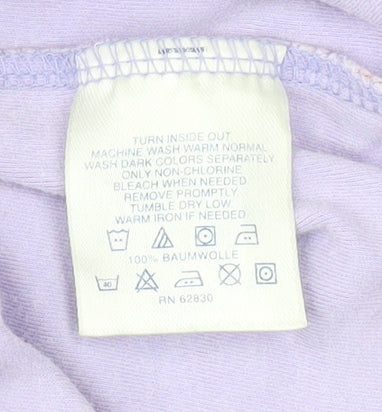 TURN INSIDE OUT
MACHINE WASH WARM NORMAL
WASH DARK COLORS SEPARATELY
ONLY NON-CHLORINE
BLEACH WHEN NEEDED
REMOVE PROMPTLY
TUMBLE DRY LOW
WARM IRON IF NEEDED
100% BAUMWOLLE
40
RN 62830